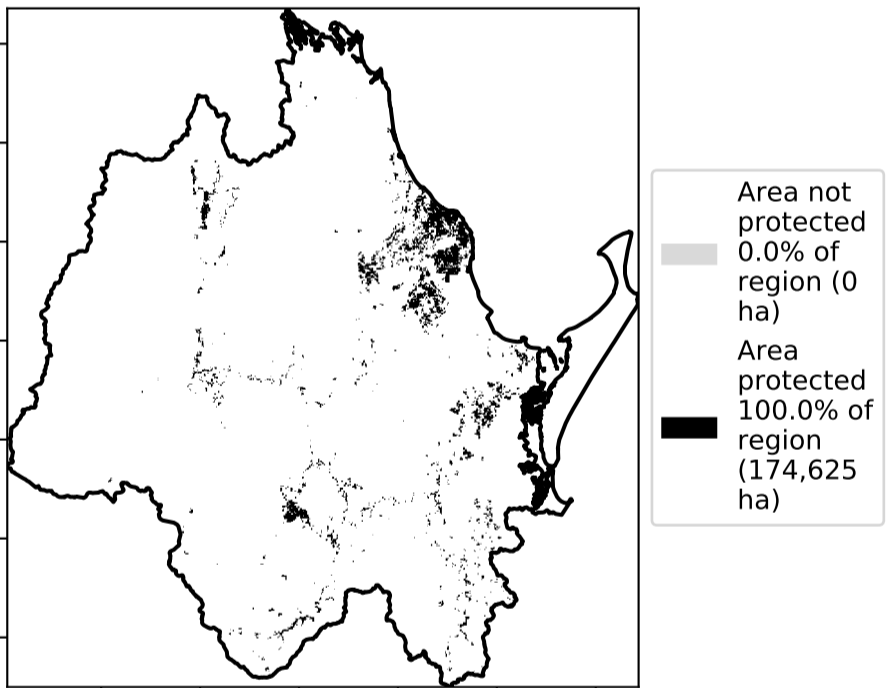 Area not
protected
0.0% of
region (0
ha)
Area
protected
100.0% of
region
(174,625
ha)